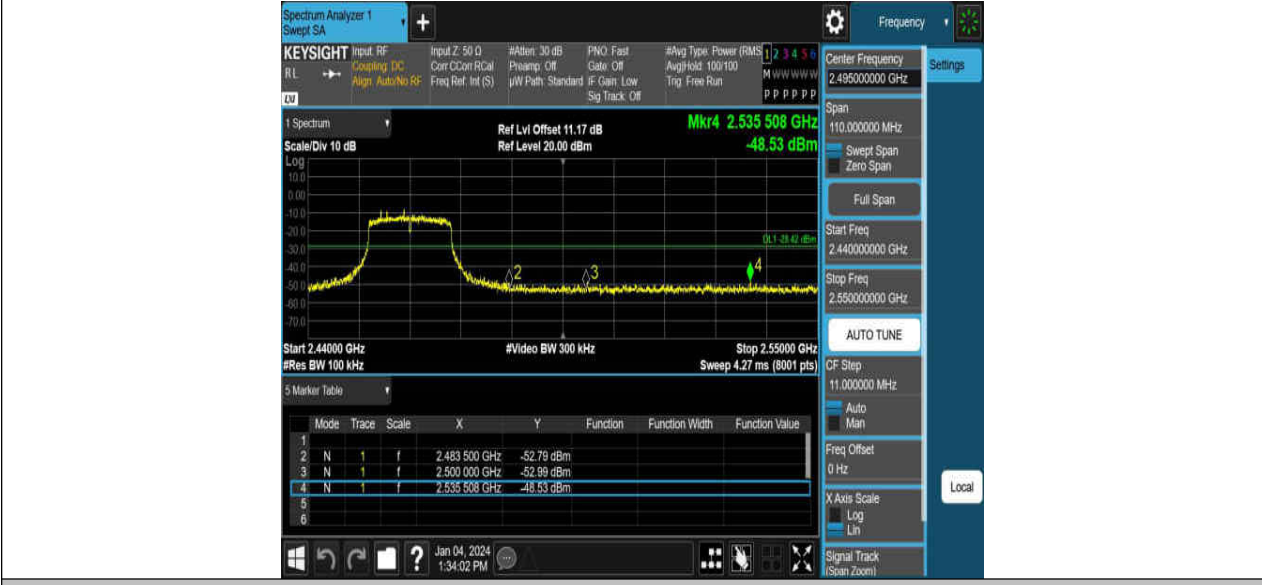 Spectrum Analyzer 1
Swept SA
+
Frequency
KEYSIGHT
RL
LXI
Input: RF
Coupling: DC
Align: Auto/No RF
Input Z: 50 Ω
Corr CCorr RCal
Freq Ref: Int (S)
#Atten: 30 dB
Preamp: Off
µW Path: Standard
PNO: Fast
Gate: Off
IF Gain: Low
Sig Track: Off
#Avg Type: Power (RMS
Avg|Hold: 100/100
Trig: Free Run
1 2 3 4 5 6
M W W W W W
P P P P P P
1 Spectrum
Scale/Div 10 dB
Log
Ref Lvl Offset 11.17 dB
Ref Level 20.00 dBm
Mkr4 2.535 508 GHz
-48.53 dBm
10.0
0.00
-10.0
-20.0
-30.0
-40.0
-50.0
-60.0
-70.0
DL1 -28.42 dBm
2
3
4
Start 2.44000 GHz
#Res BW 100 kHz
#Video BW 300 kHz
Stop 2.55000 GHz
Sweep 4.27 ms (8001 pts)
5 Marker Table
Mode Trace Scale X Y Function Function Width Function Value
1
2 N 1 f 2.483 500 GHz -52.79 dBm
3 N 1 f 2.500 000 GHz -52.99 dBm
4 N 1 f 2.535 508 GHz -48.53 dBm
5
6
?
Jan 04, 2024
1:34:02 PM
Center Frequency
2.495000000 GHz
Settings
Span
110.000000 MHz
Swept Span
Zero Span
Full Span
Start Freq
2.440000000 GHz
Stop Freq
2.550000000 GHz
AUTO TUNE
CF Step
11.000000 MHz
Auto
Man
Freq Offset
0 Hz
X Axis Scale
Log
Lin
Local
Signal Track
(Span Zoom)